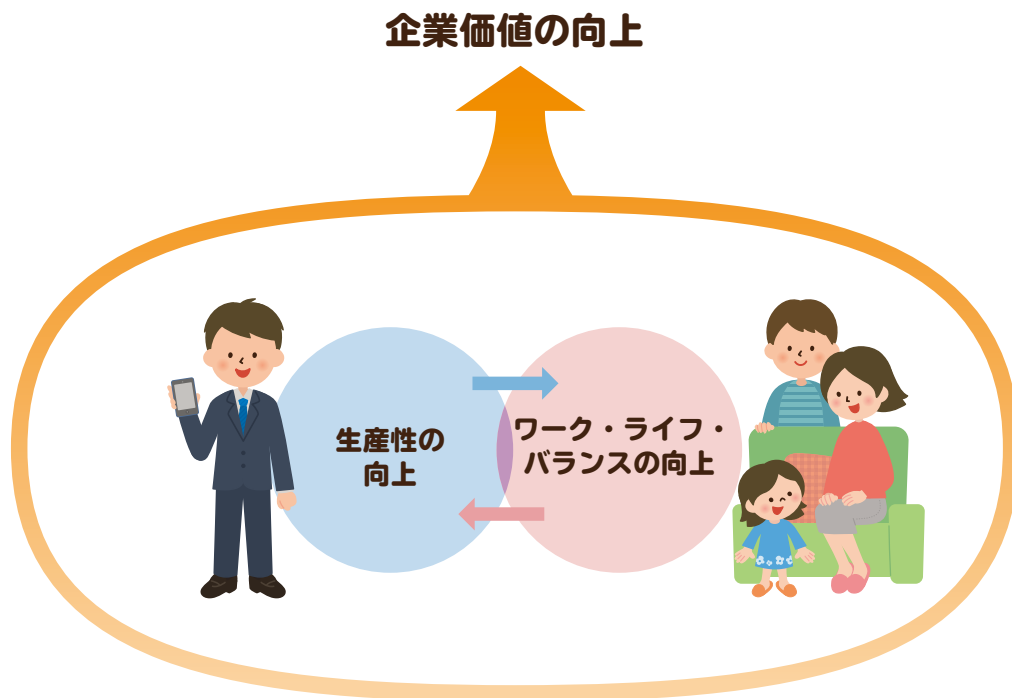 企業価値の向上
生産性の
向上
ワーク・ライフ・
バランスの向上